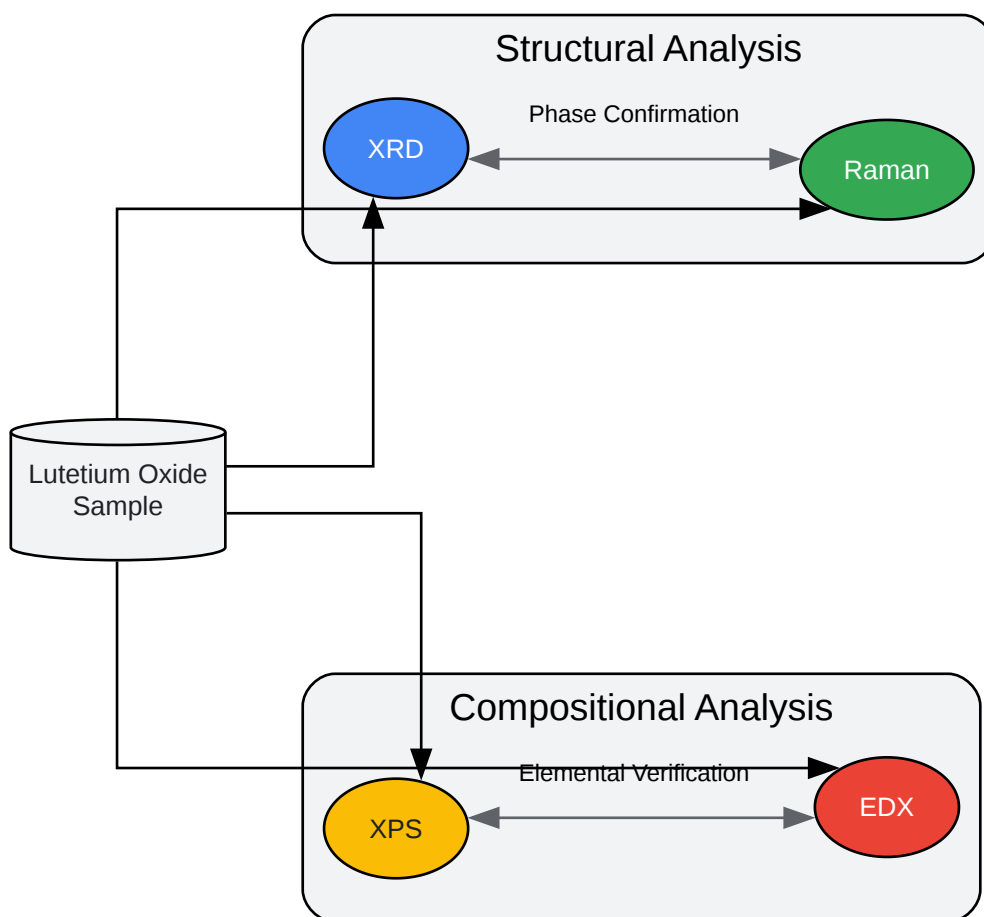 Structural Analysis
Phase Confirmation
XRD
Raman
Lutetium Oxide
Sample
Compositional Analysis
Elemental Verification
XPS
EDX